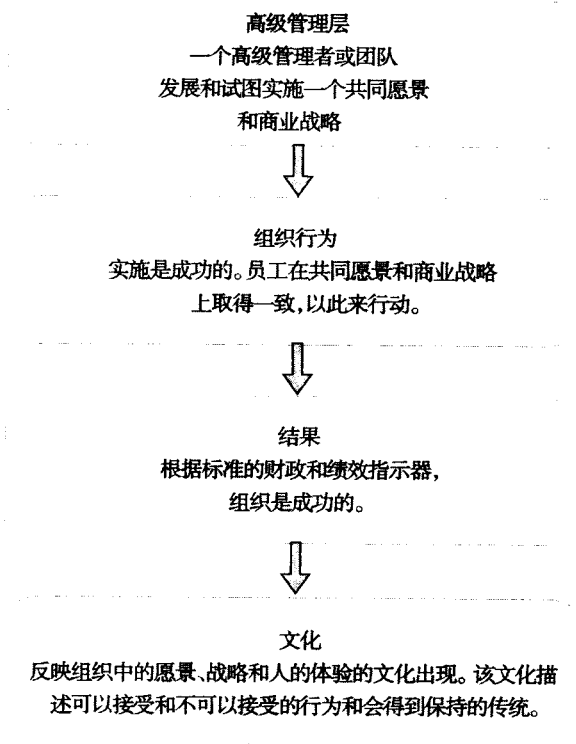 高级管理层
一个高级管理者或团队
发展和试图实施一个共同愿景
和商业战略
组织行为
实施是成功的。员工在共同愿景和商业战略
上取得一致,以此来行动。
结果
根据标准的财政和绩效指示器,
组织是成功的。
文化
反映组织中的愿景、战略和人的体验的文化出现。该文化描
述可以接受和不可以接受的行为和会得到保持的传统。